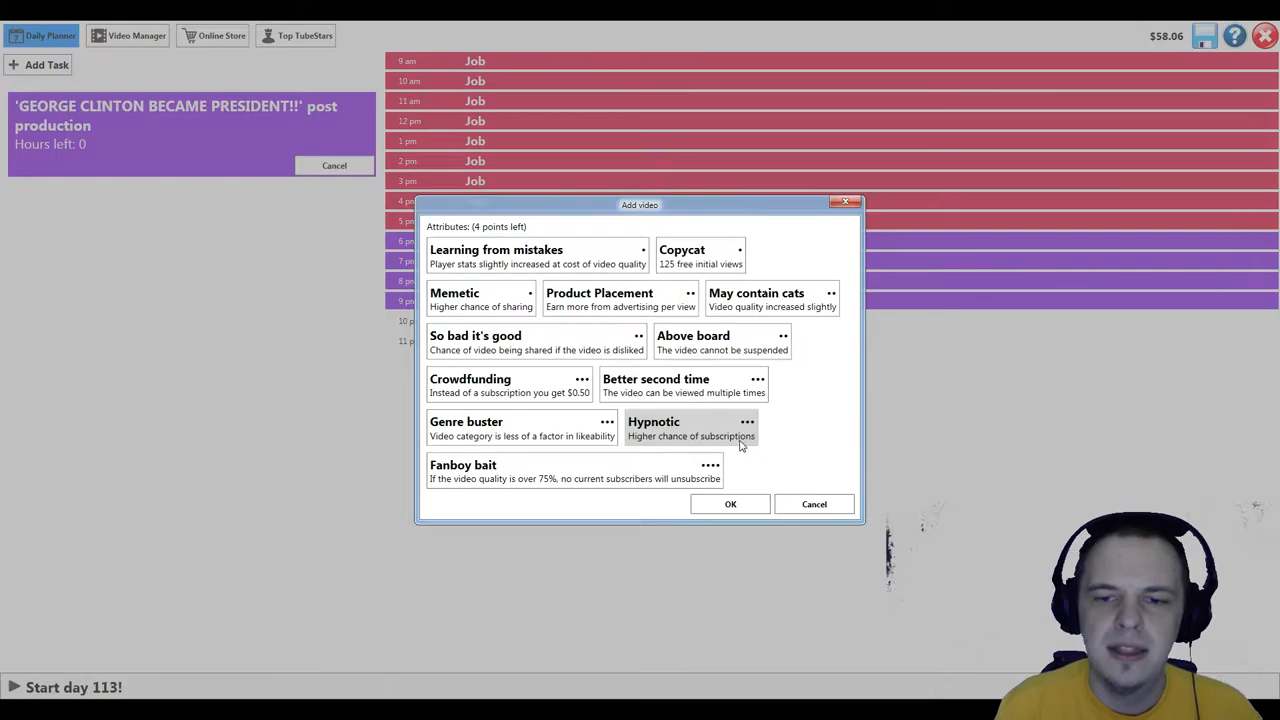 Daily Planner
Video Manager
Online Store
Top TubeStars
$58.06
+ Add Task
'GEORGE CLINTON BECAME PRESIDENT!!' post
production
Hours left: 0
Cancel
9 am Job
10 am Job
11 am Job
12 pm Job
1 pm Job
2 pm Job
3 pm Job
Add video
Attributes: (4 points left)
Learning from mistakes
Player stats slightly increased at cost of video quality
Copycat
125 free initial views
Memetic
Higher chance of sharing
Product Placement
Earn more from advertising per view
May contain cats
Video quality increased slightly
So bad it's good
Chance of video being shared if the video is disliked
Above board
The video cannot be suspended
Crowdfunding
Instead of a subscription you get $0.50
Better second time
The video can be viewed multiple times
Genre buster
Video category is less of a factor in likeability
Hypnotic
Higher chance of subscriptions
Fanboy bait
If the video quality is over 75%, no current subscribers will unsubscribe
OK
Cancel
Start day 113!